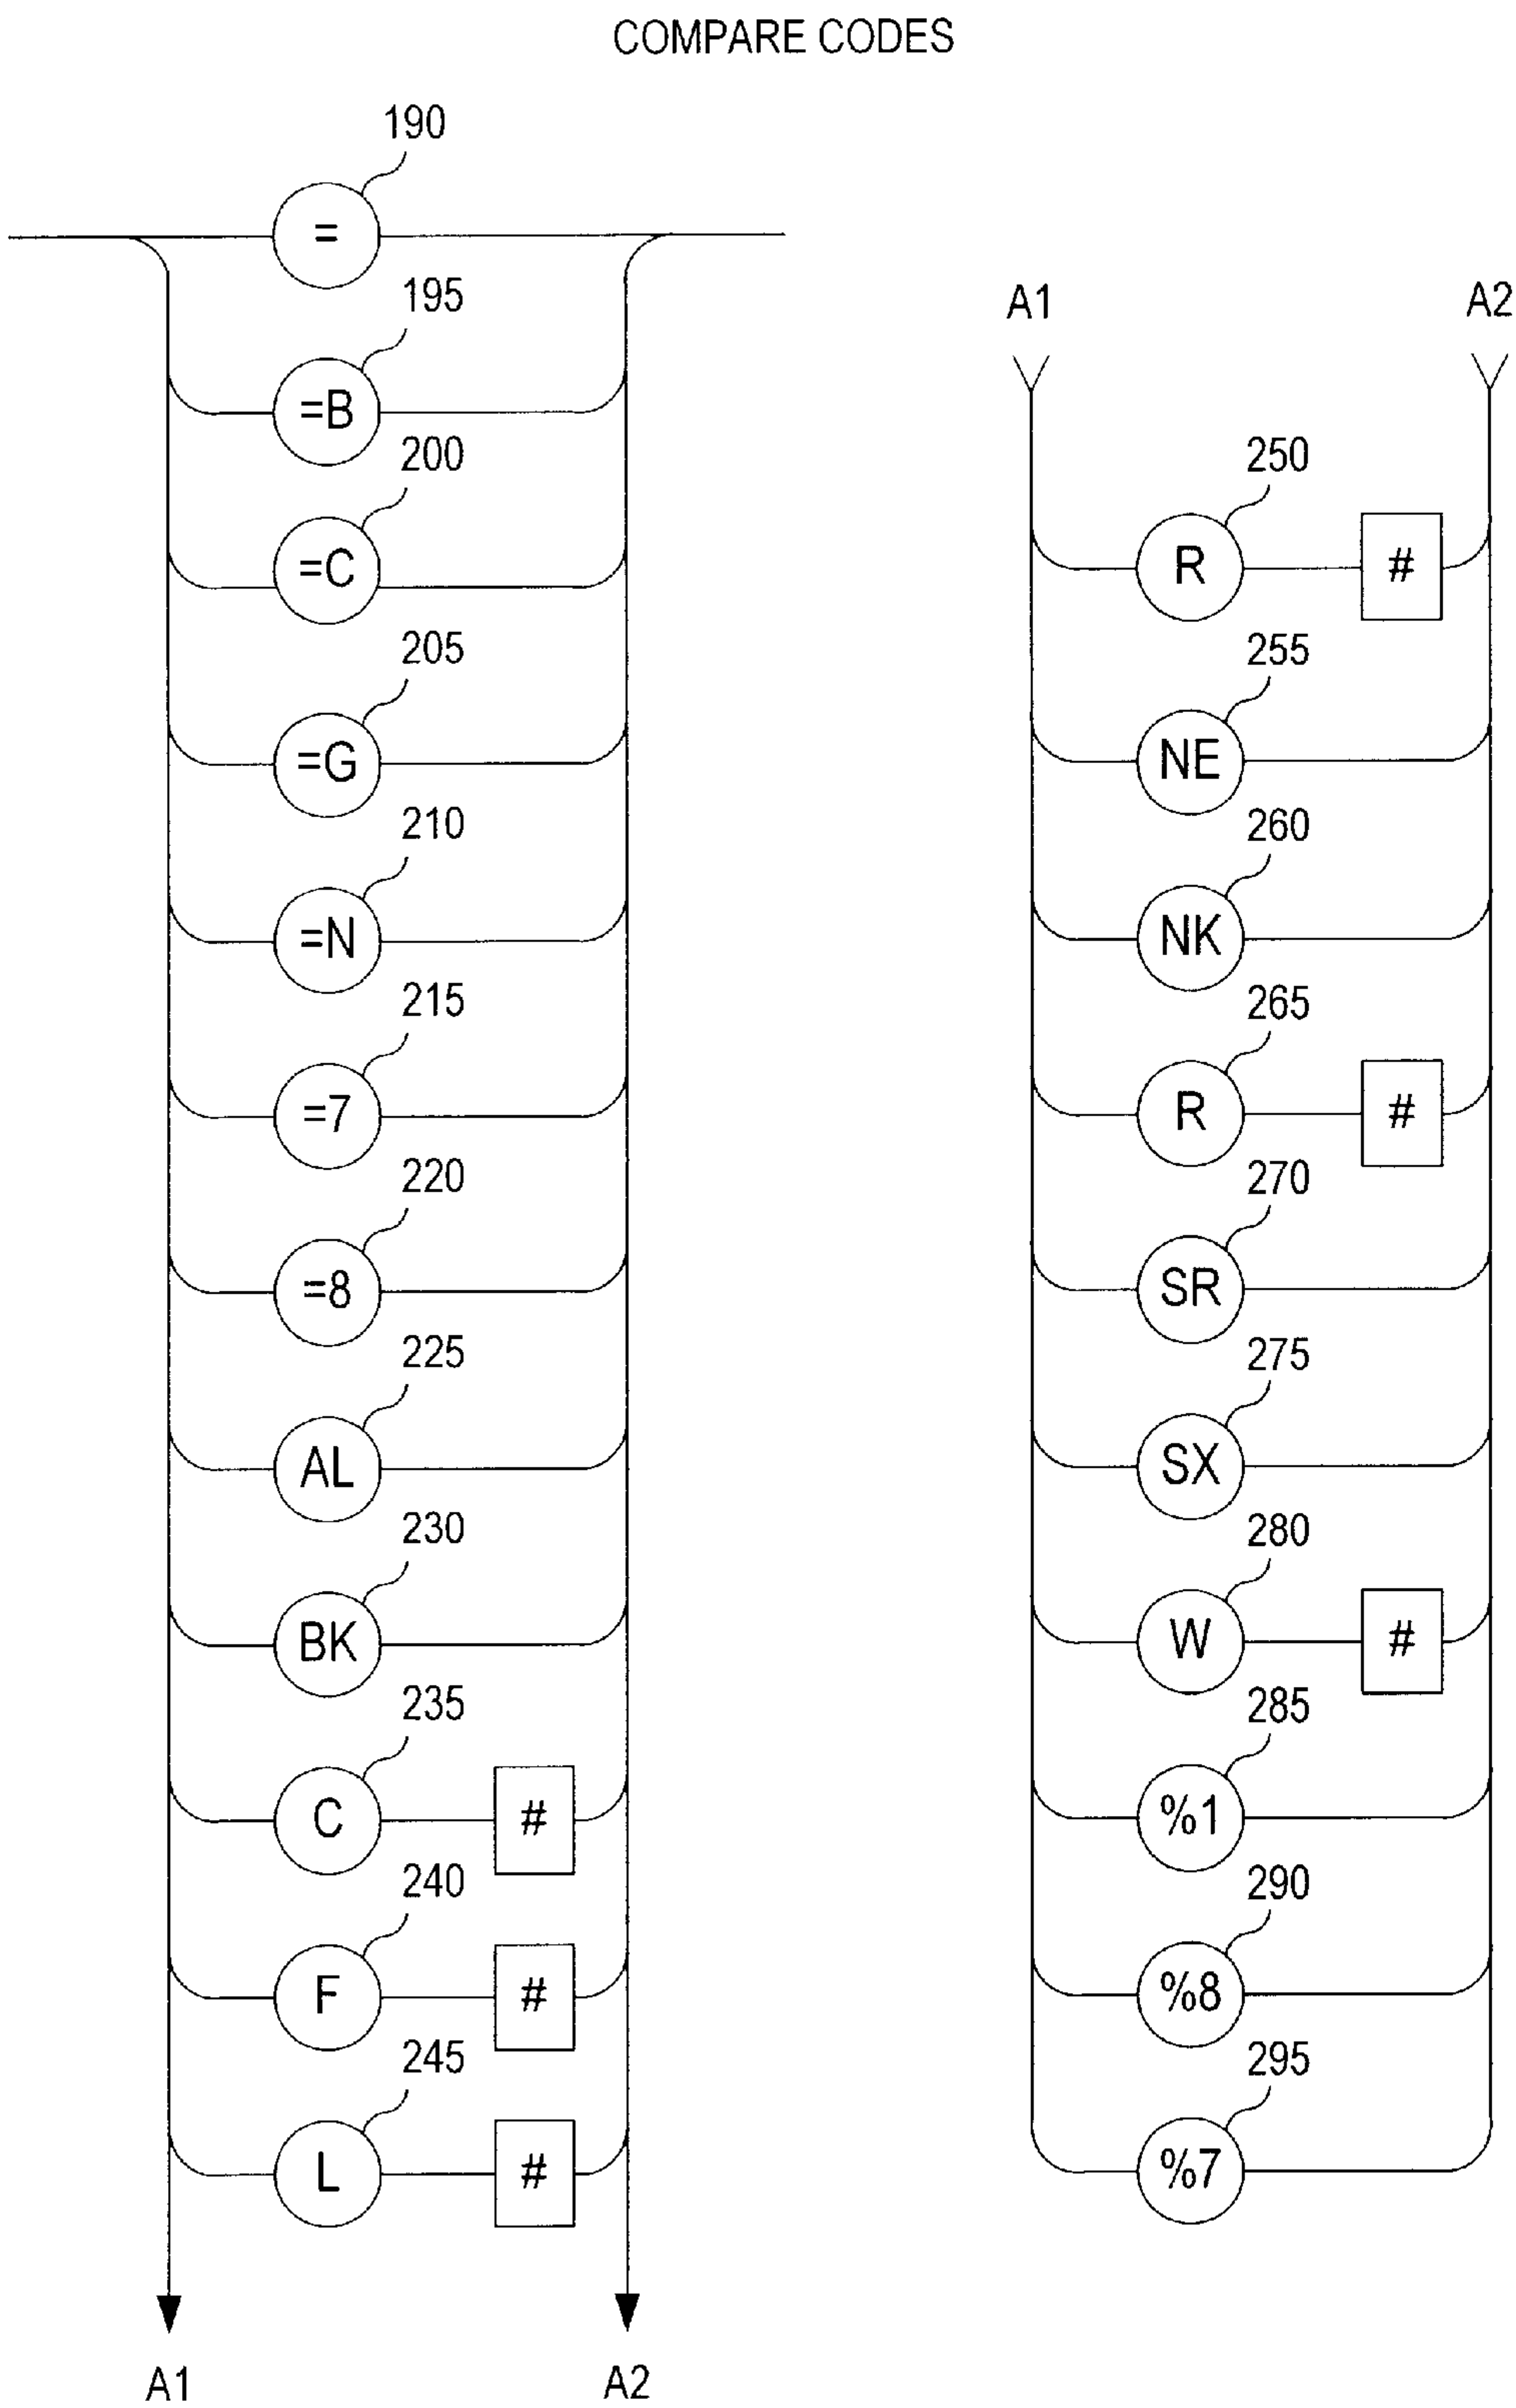 COMPARE CODES
190
=
195
=B
200
=C
205
=G
210
=N
215
=7
220
=8
225
AL
230
BK
235
C #
240
F #
245
L #
A1 A2
A1 A2
250
R #
255
NE
260
NK
265
R #
270
SR
275
SX
280
W #
285
%1
290
%8
295
%7